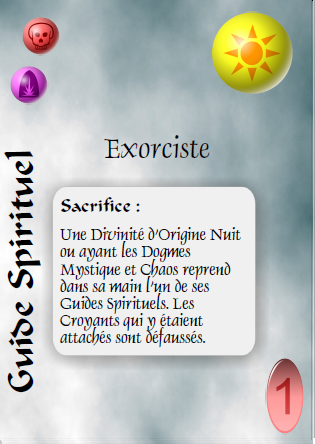 Exorciste
Guide Spirituel
Sacrifice :
Une Divinité d'Origine Nuit
ou ayant les Dogmes
Mystique et Chaos reprend
dans sa main l'un de ses
Guides Spirituels. Les
Croyants qui y étaient
attachés sont défaussés.
1